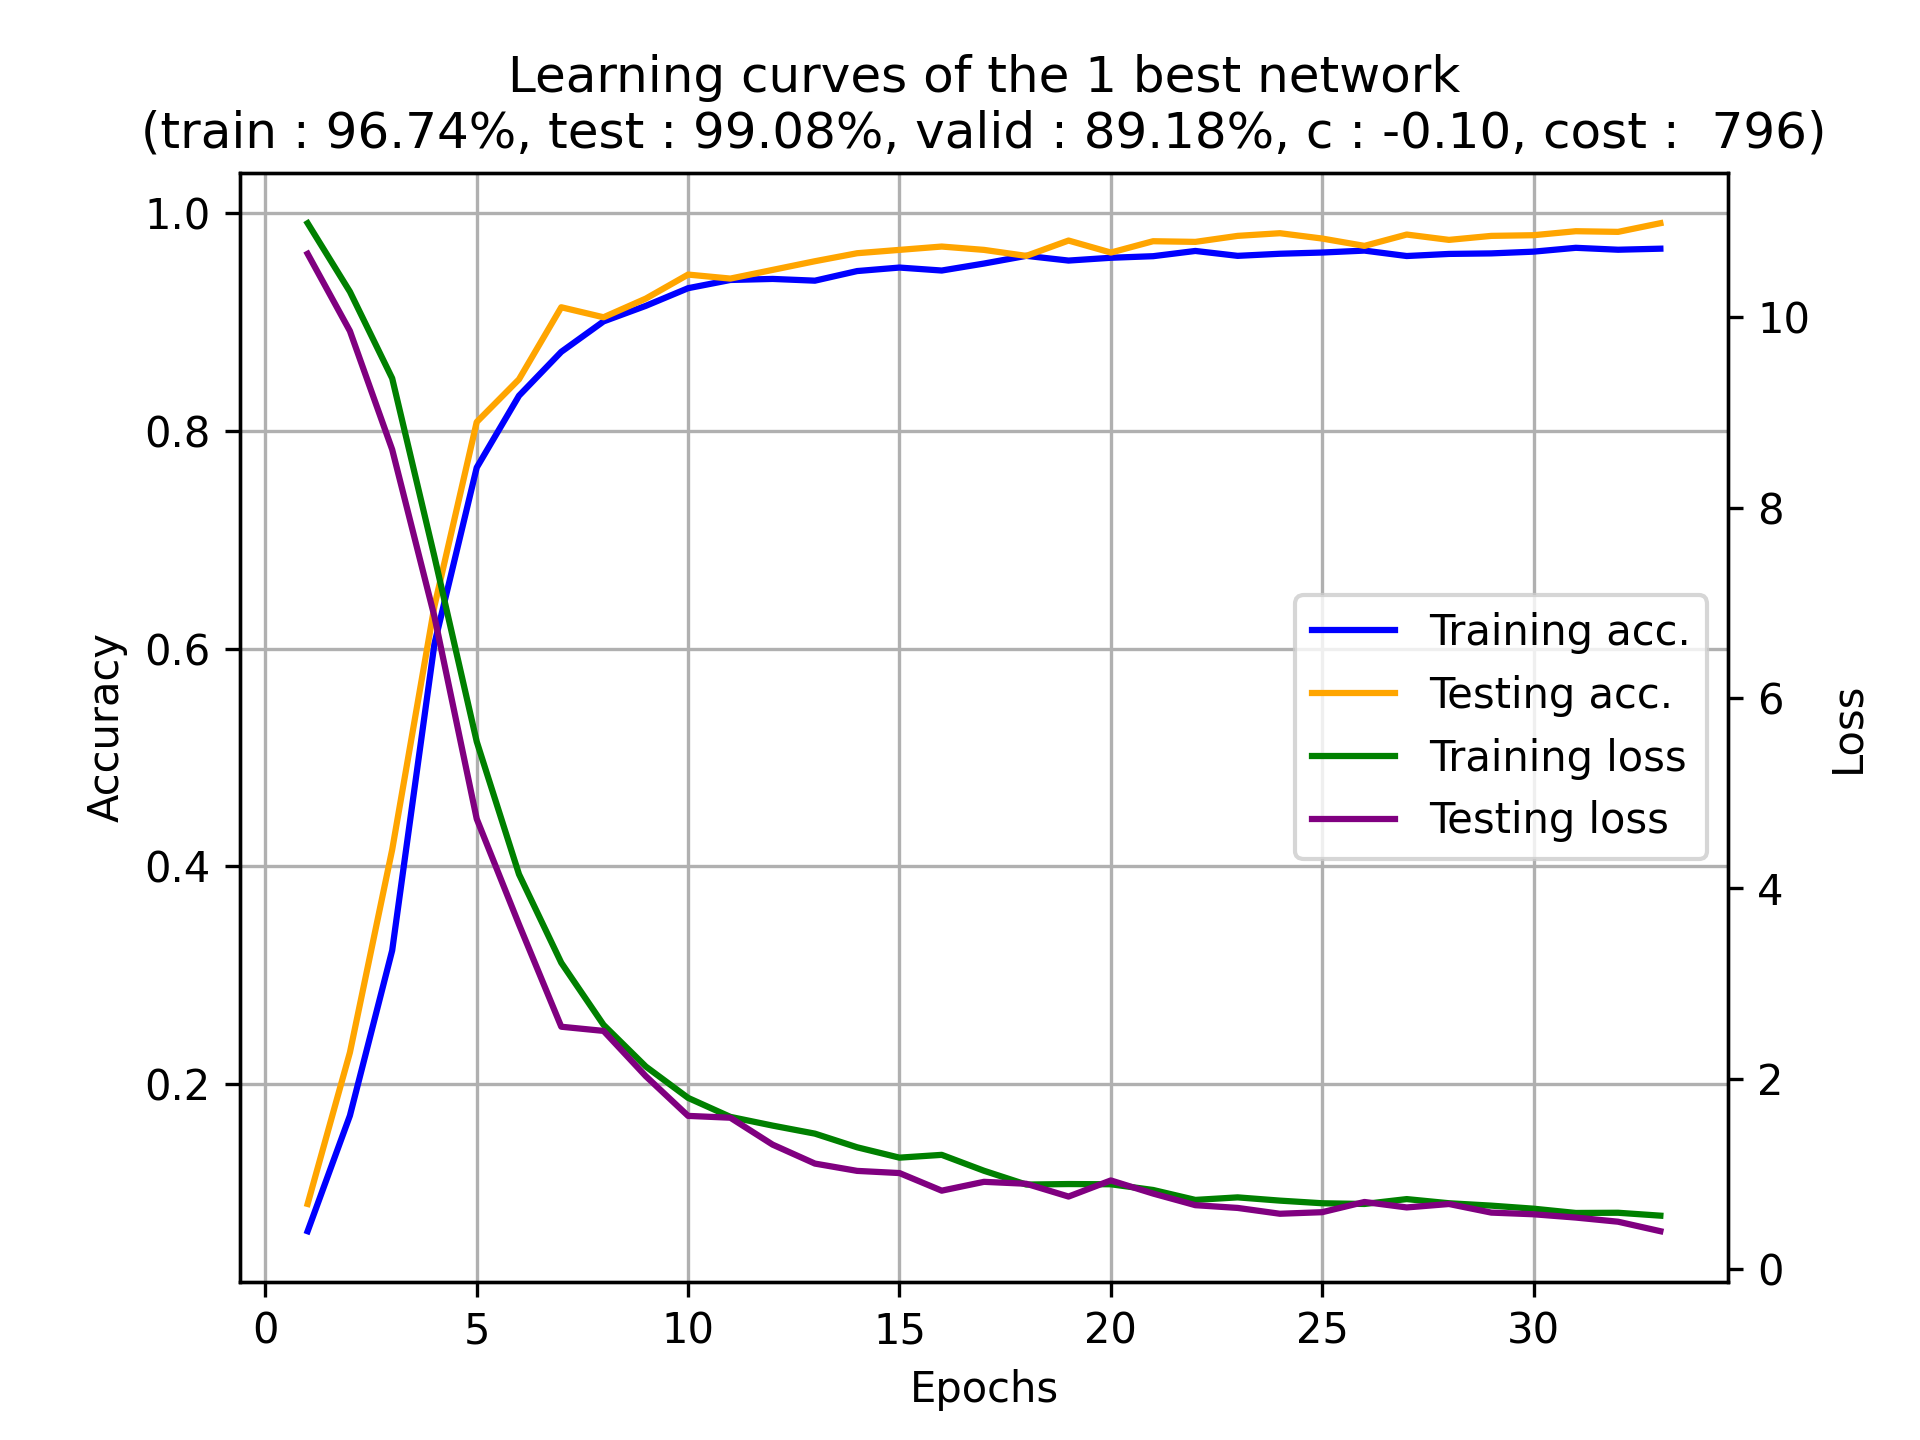 Learning curves of the 1 best network
(train : 96.74%, test : 99.08%, valid : 89.18%, c : -0.10, cost :  796)
1.0
0.8
0.6
0.4
0.2
Accuracy
10
8
6
4
2
0
Loss
Training acc.
Testing acc.
Training loss
Testing loss
0 5 10 15 20 25 30
Epochs